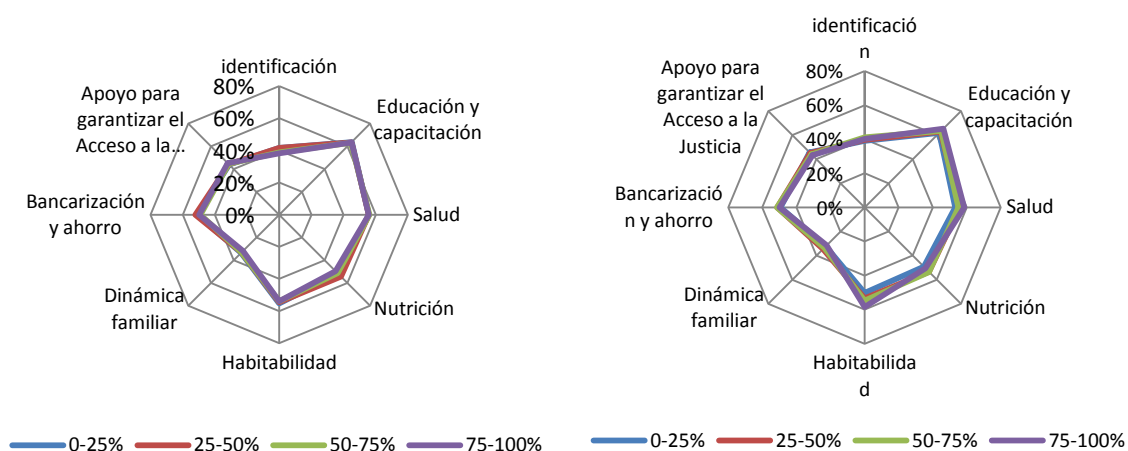 identificación
80%
60%
40%
20%
0%
Educación y
capacitación
Salud
Nutrición
Habitabilidad
Dinámica
familiar
Bancarización
y ahorro
Apoyo para
garantizar el
Acceso a la...
0-25%
25-50%
50-75%
75-100%
identificació
n
80%
60%
40%
20%
0%
Educación y
capacitación
Salud
Nutrición
Habitabilida
d
Dinámica
familiar
Bancarizació
n y ahorro
Apoyo para
garantizar el
Acceso a la
Justicia
0-25%
25-50%
50-75%
75-100%